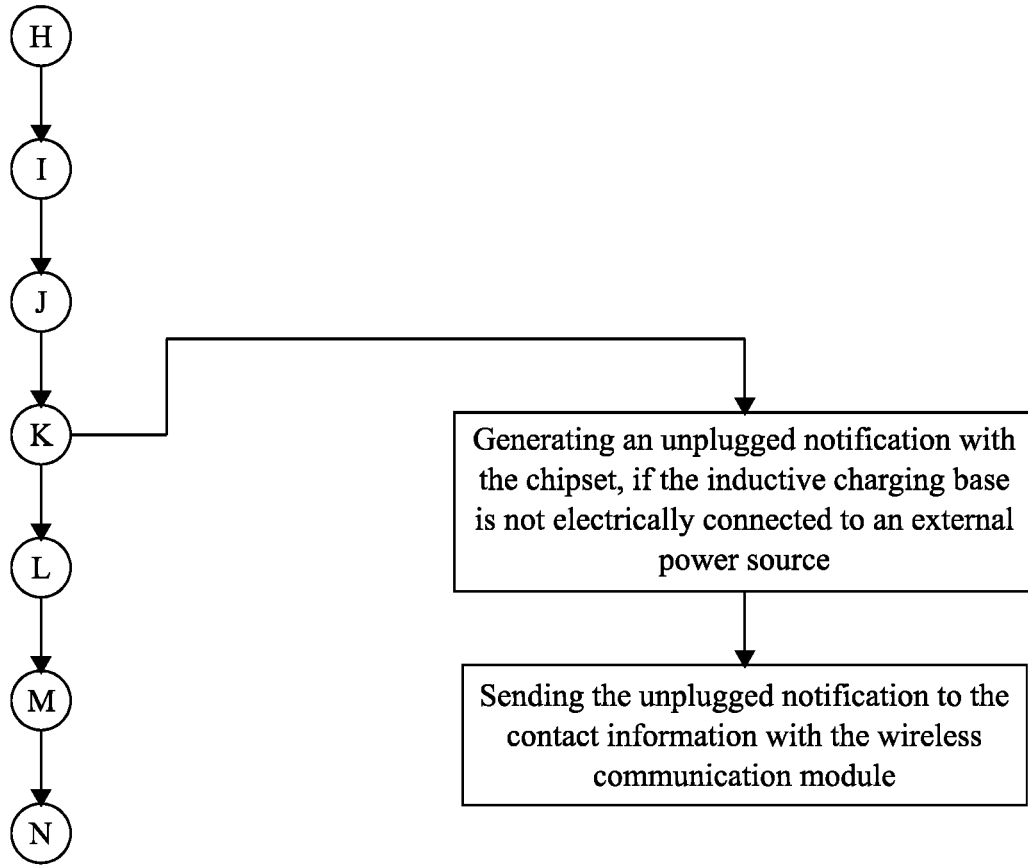 H
I
J
K
L
M
N
Generating an unplugged notification with
the chipset, if the inductive charging base
is not electrically connected to an external
power source
Sending the unplugged notification to the
contact information with the wireless
communication module